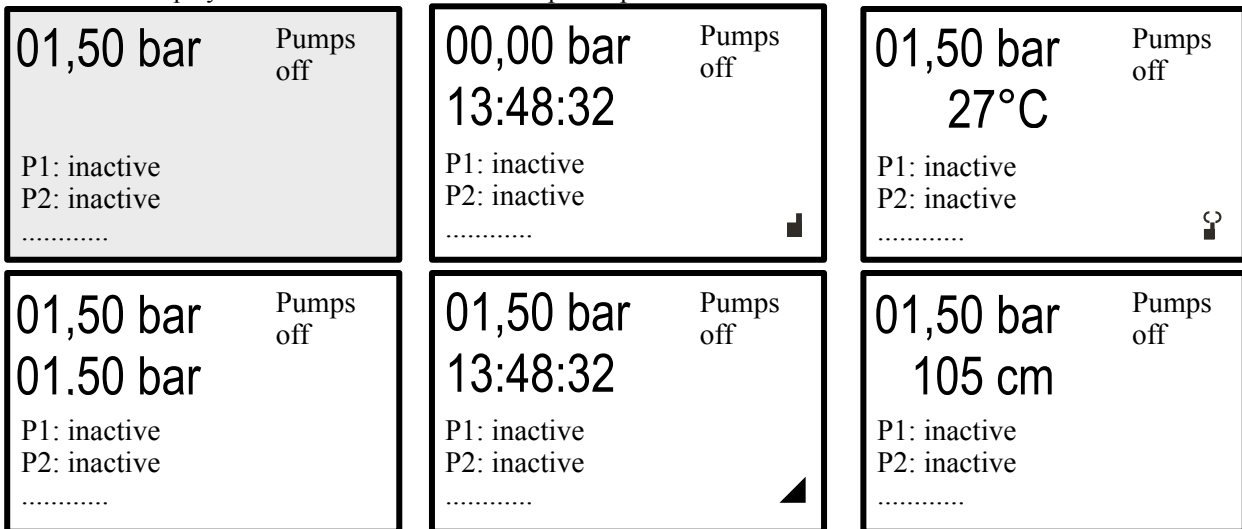 01,50 bar
Pumps
off
P1: inactive
P2: inactive
............
00,00 bar
Pumps
off
13:48:32
P1: inactive
P2: inactive
............
01,50 bar
Pumps
off
27°C
P1: inactive
P2: inactive
............
01,50 bar
Pumps
off
01.50 bar
P1: inactive
P2: inactive
............
01,50 bar
Pumps
off
13:48:32
P1: inactive
P2: inactive
............
01,50 bar
Pumps
off
105 cm
P1: inactive
P2: inactive
............